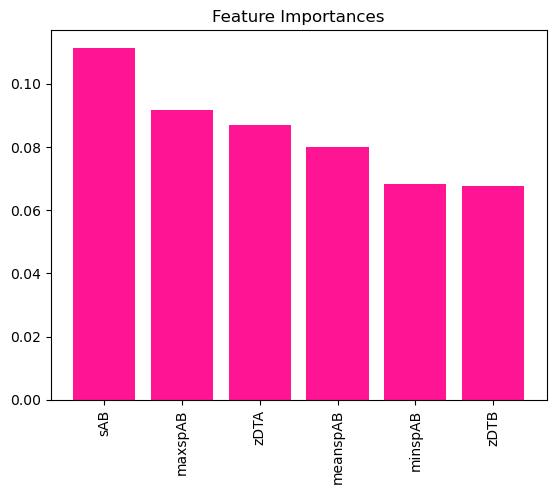 Feature Importances
0.10
0.08
0.06
0.04
0.02
0.00
sAB
maxspAB
zDTA
meanspAB
minspAB
zDTB